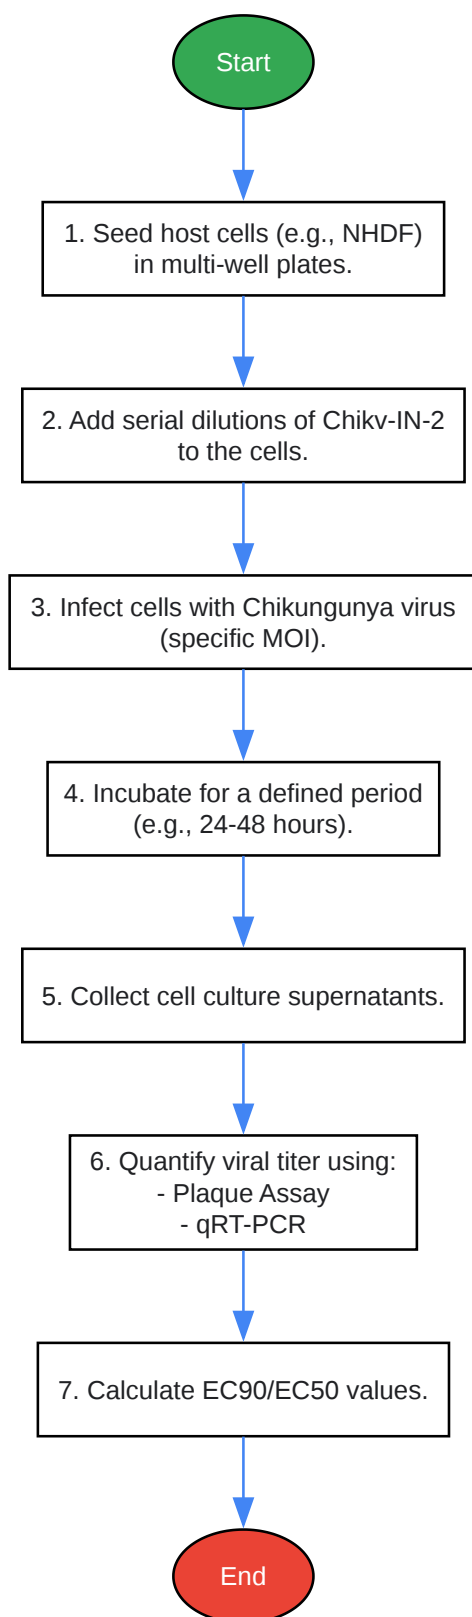 Start
1. Seed host cells (e.g., NHDF)
in multi-well plates.
2. Add serial dilutions of Chikv-IN-2
to the cells.
3. Infect cells with Chikungunya virus
(specific MOI).
4. Incubate for a defined period
(e.g., 24-48 hours).
5. Collect cell culture supernatants.
6. Quantify viral titer using:
- Plaque Assay
- qRT-PCR
7. Calculate EC90/EC50 values.
End